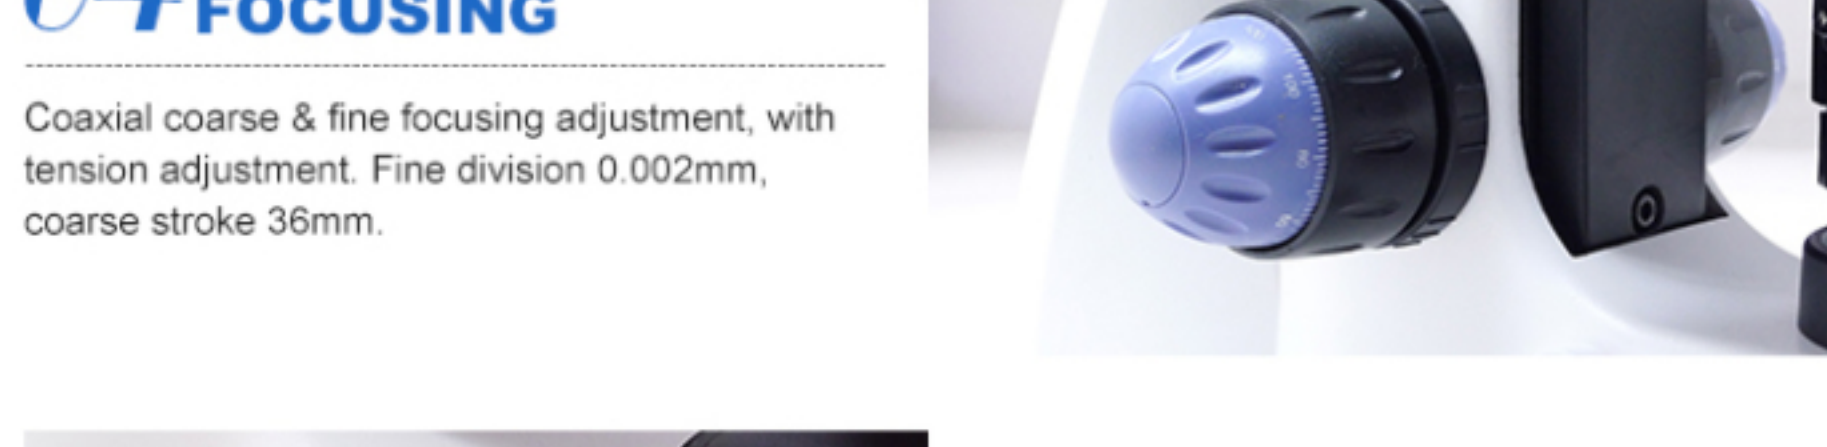 FOCUSING
Coaxial coarse & fine focusing adjustment, with
tension adjustment. Fine division 0.002mm,
coarse stroke 36mm.